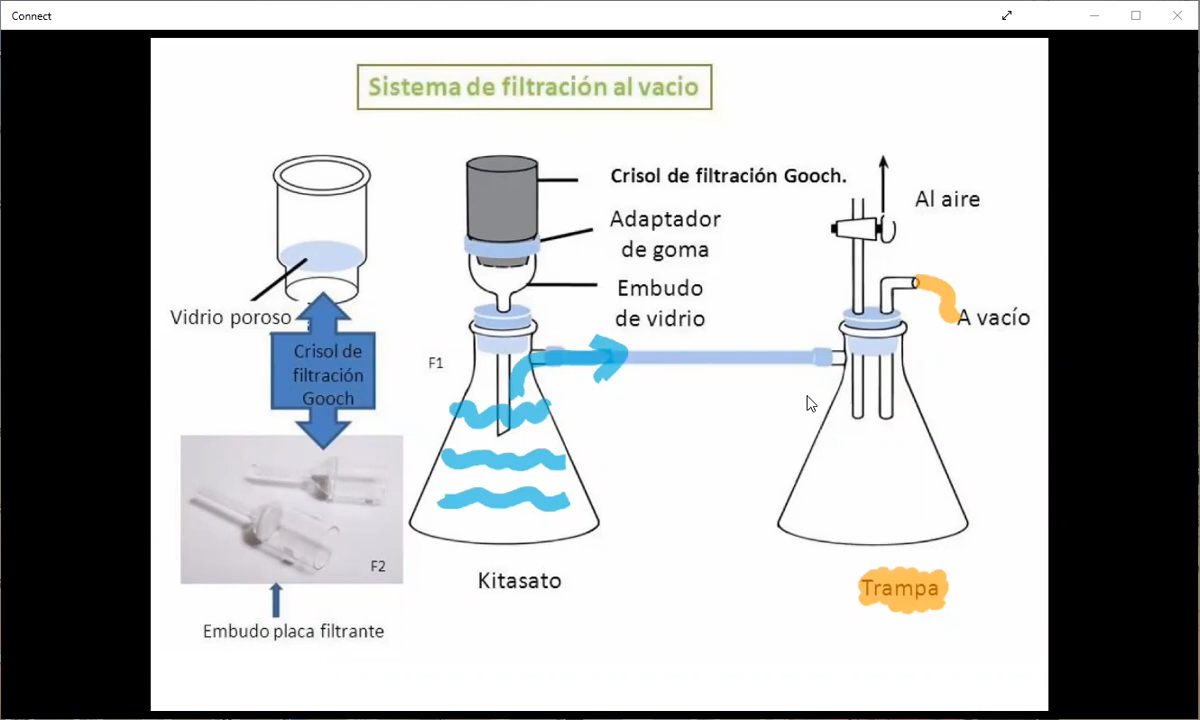 Connect
Sistema de filtración al vacio
Crisol de filtración Gooch.
Al aire
Adaptador
de goma
Embudo
de vidrio
A vacío
Vidrio poroso
Crisol de
filtración
Gooch
F1
F2
Kitasato
Trampa
Embudo placa filtrante